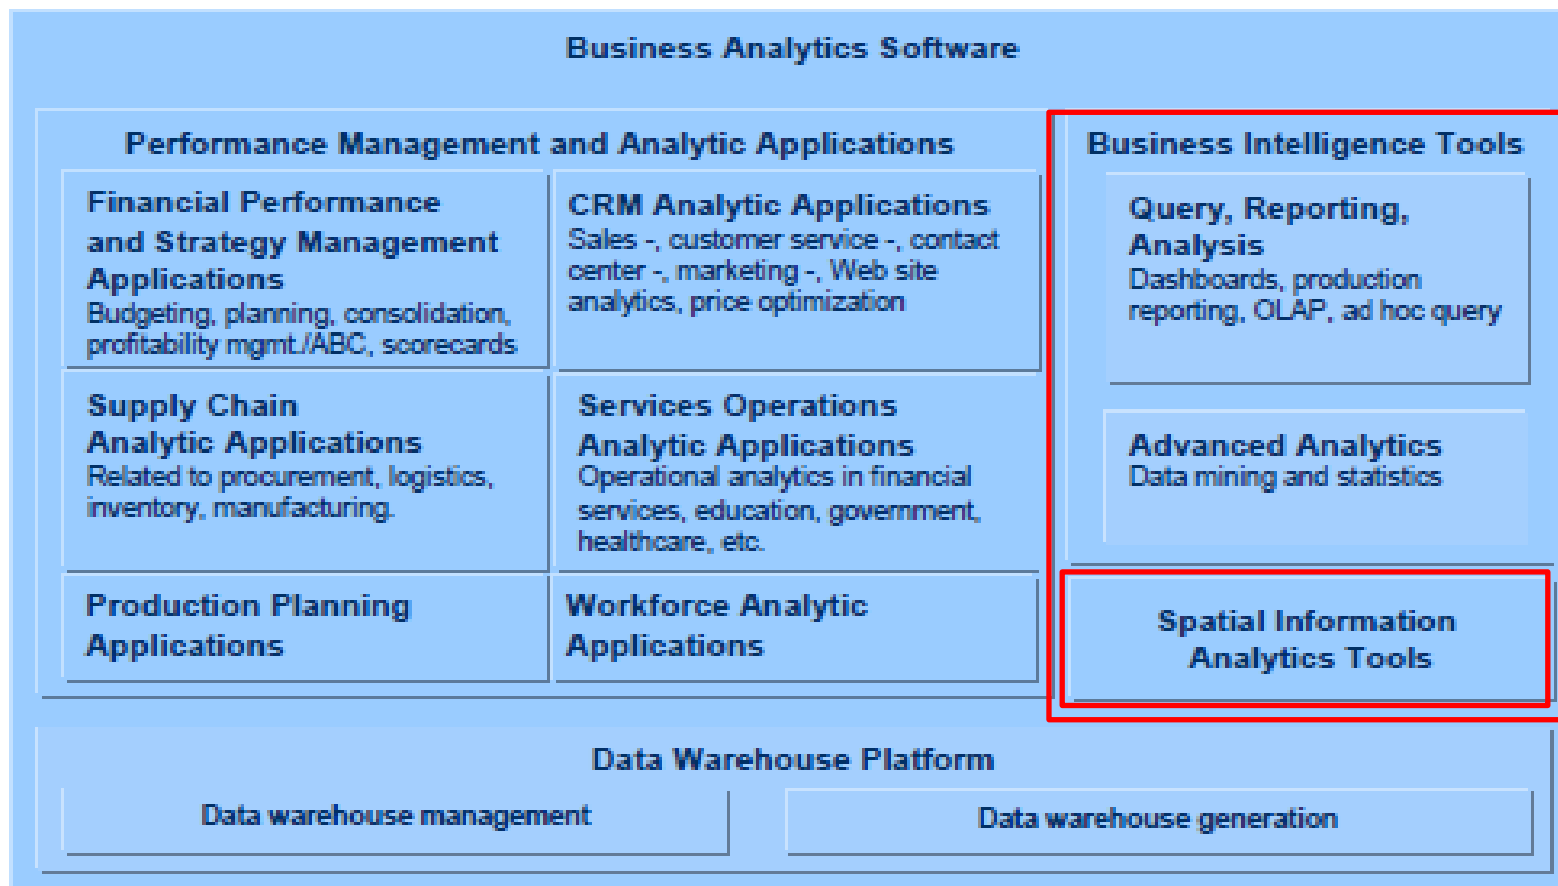 Business Analytics Software
Performance Management and Analytic Applications
Financial Performance
and Strategy Management
Applications
Budgeting, planning, consolidation,
profitability mgmt./ABC, scorecards
CRM Analytic Applications
Sales -, customer service -, contact
center -, marketing -, Web site
analytics, price optimization
Supply Chain
Analytic Applications
Related to procurement, logistics,
inventory, manufacturing.
Services Operations
Analytic Applications
Operational analytics in financial
services, education, government,
healthcare, etc.
Production Planning
Applications
Workforce Analytic
Applications
Business Intelligence Tools
Query, Reporting,
Analysis
Dashboards, production
reporting, OLAP, ad hoc query
Advanced Analytics
Data mining and statistics
Spatial Information
Analytics Tools
Data Warehouse Platform
Data warehouse management
Data warehouse generation